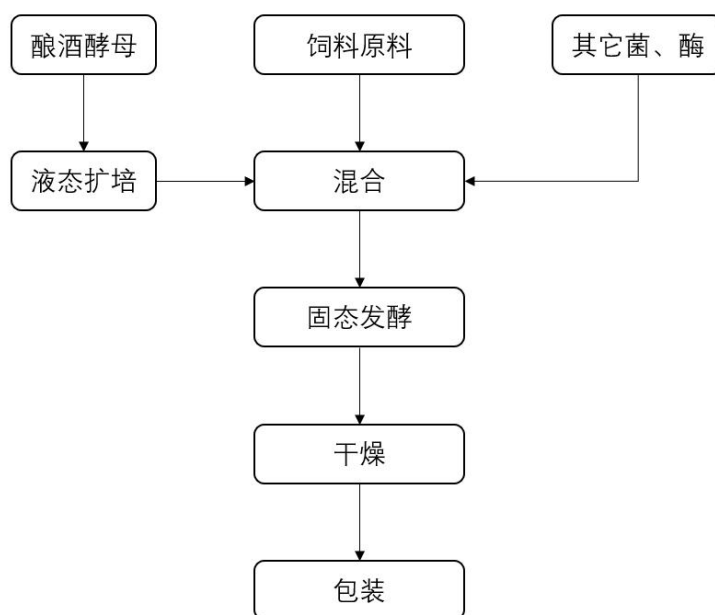 酿酒酵母
饲料原料
其它菌、酶
液态扩培
混合
固态发酵
干燥
包装